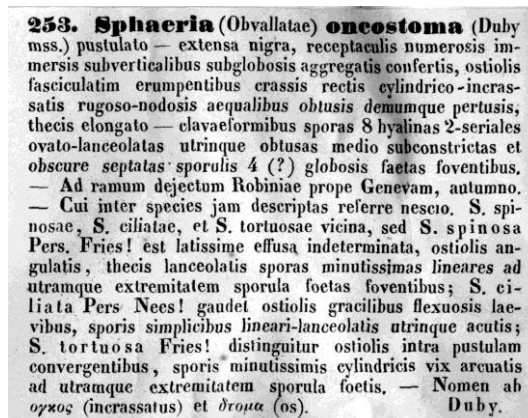 253. Sphaeria (Obvallatae) oncostoma (Duby
mss.) pustulato — extensa nigra, receptaculis numerosis im-
mersis subverticalibus subglobosis aggregatis confertis, ostiolis
fasciculatim erumpentibus crassis rectis cylindrico-incras-
satis rugoso-nodosis aequalibus obtusis demumque pertusis,
thecis elongato — clavaeformibus sporas 8 hyalinas 2-seriales
ovato-lanceolatas utrinque obtusas medio subconstrictas et
obscure septatas sporulis 4 (?) globosis faetas foventibus.
— Ad ramum dejectum Robiniae prope Genevam, autumno.
— Cui inter species jam descriptas referre nescio. S. spi-
nosae, S. ciliatae, et S. tortuosae vicina, sed S. spinosa
Pers. Fries! est latissime effusa indeterminata, ostiolis an-
gulatis, thecis lanceolatis sporas minutissimas lineares ad
utramque extremitatem sporula foetas foventibus; S. ci-
liata Pers Nees! gaudet ostiolis gracilibus flexuosis lae-
vibus, sporis simplicibus lineari-lanceolatis utrinque acutis;
S. tortuosa Fries! distinguitur ostiolis intra pustulam
convergentibus, sporis minutissimis cylindricis vix arcuatis
ad utramque extremitatem sporula foetis. — Nomen ab
ογκος (incrassatus) et δτομα (os). Duby.